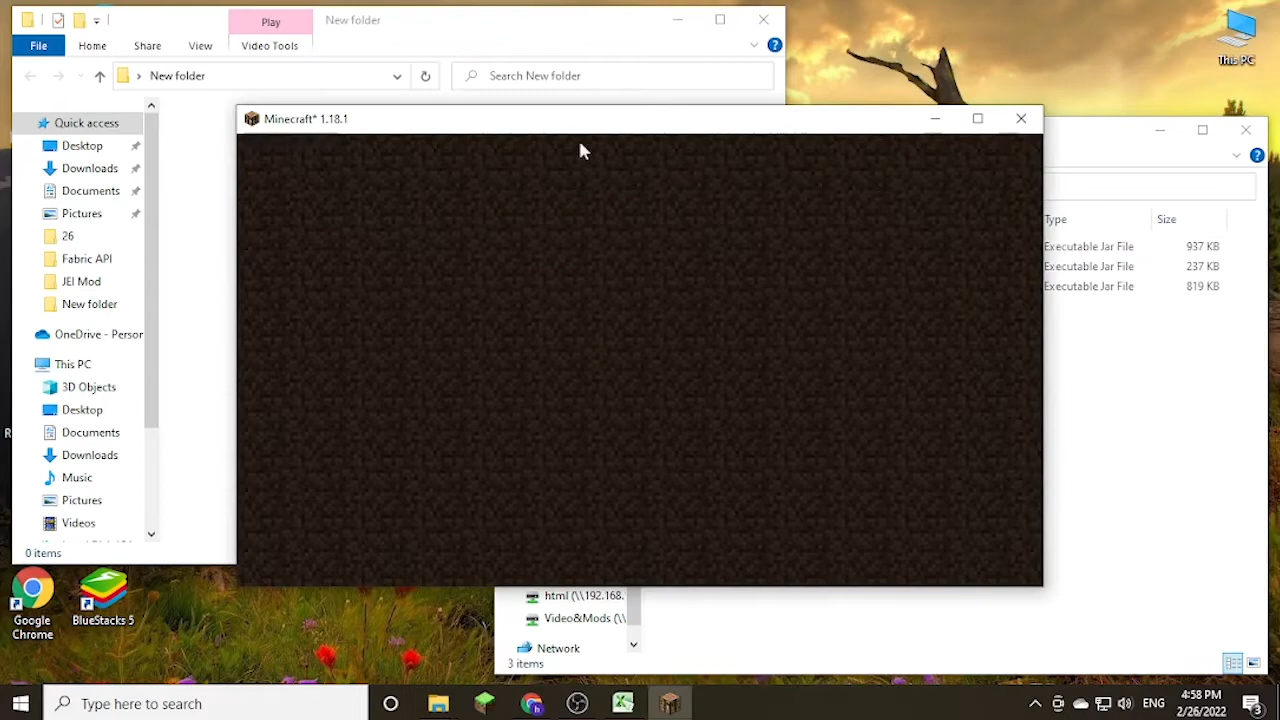 Play
New folder
File
Home
Share
View
Video Tools
New folder
Search New folder
This PC
Quick access
Desktop
Downloads
Documents
Pictures
26
Fabric API
JEI Mod
New folder
OneDrive - Person
This PC
3D Objects
Desktop
Documents
Downloads
Music
Pictures
Videos
0 items
Minecraft* 1.18.1
Type
Size
Executable Jar File
937 KB
Executable Jar File
237 KB
Executable Jar File
819 KB
html (\\192.168.
Video&Mods (\\
Network
3 items
Google
Chrome
BlueStacks 5
Type here to search
ENG
4:58 PM
2/26/2022
3